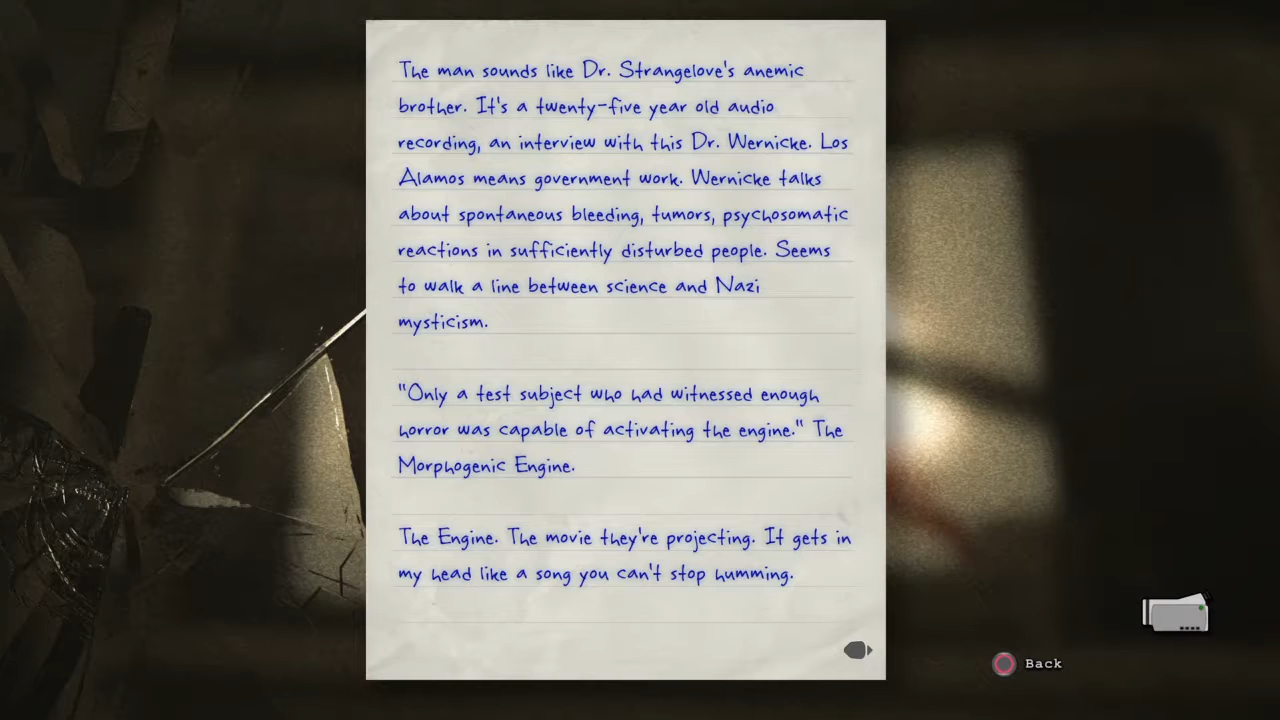 The man sounds like Dr. Strangelove's anemic
brother. It's a twenty-five year old audio
recording, an interview with this Dr. Wernicke. Los
Alamos means government work. Wernicke talks
about spontaneous bleeding, tumors, psychosomatic
reactions in sufficiently disturbed people. Seems
to walk a line between science and Nazi
mysticism.
"Only a test subject who had witnessed enough
horror was capable of activating the engine." The
Morphogenic Engine.
The Engine. The movie they're projecting. It gets in
my head like a song you can't stop humming.
Back